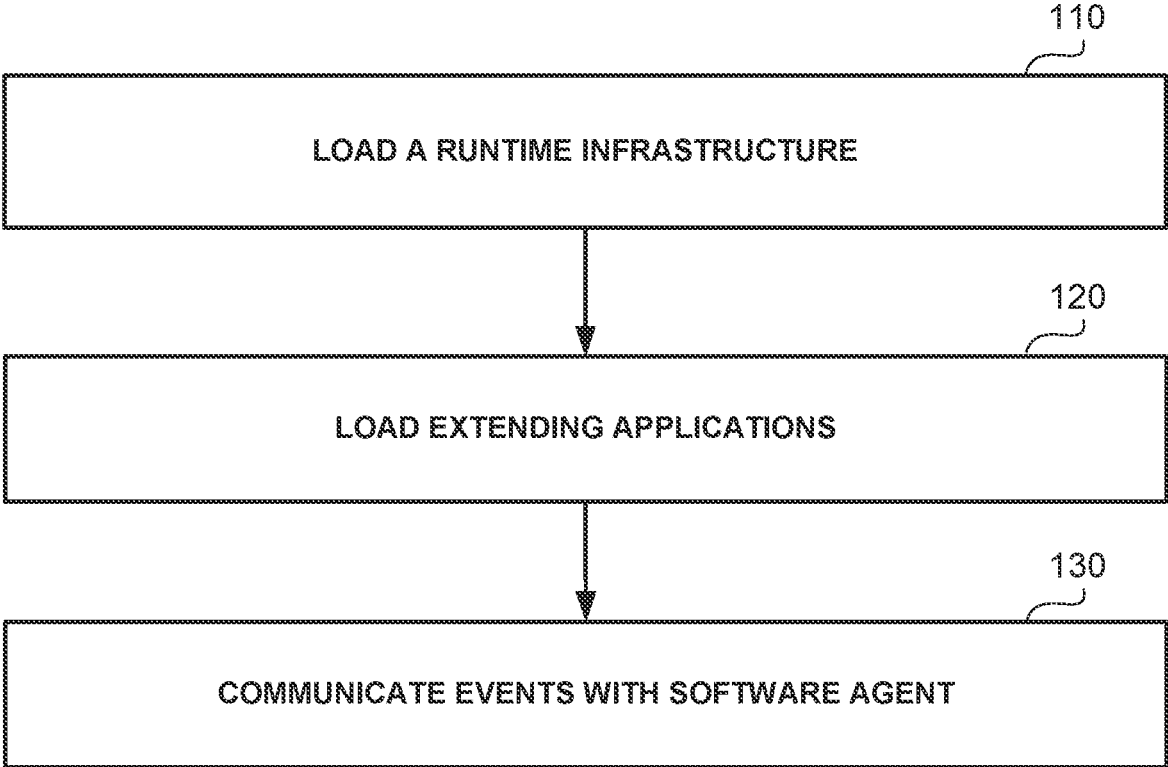 110
LOAD A RUNTIME INFRASTRUCTURE
120
LOAD EXTENDING APPLICATIONS
130
COMMUNICATE EVENTS WITH SOFTWARE AGENT